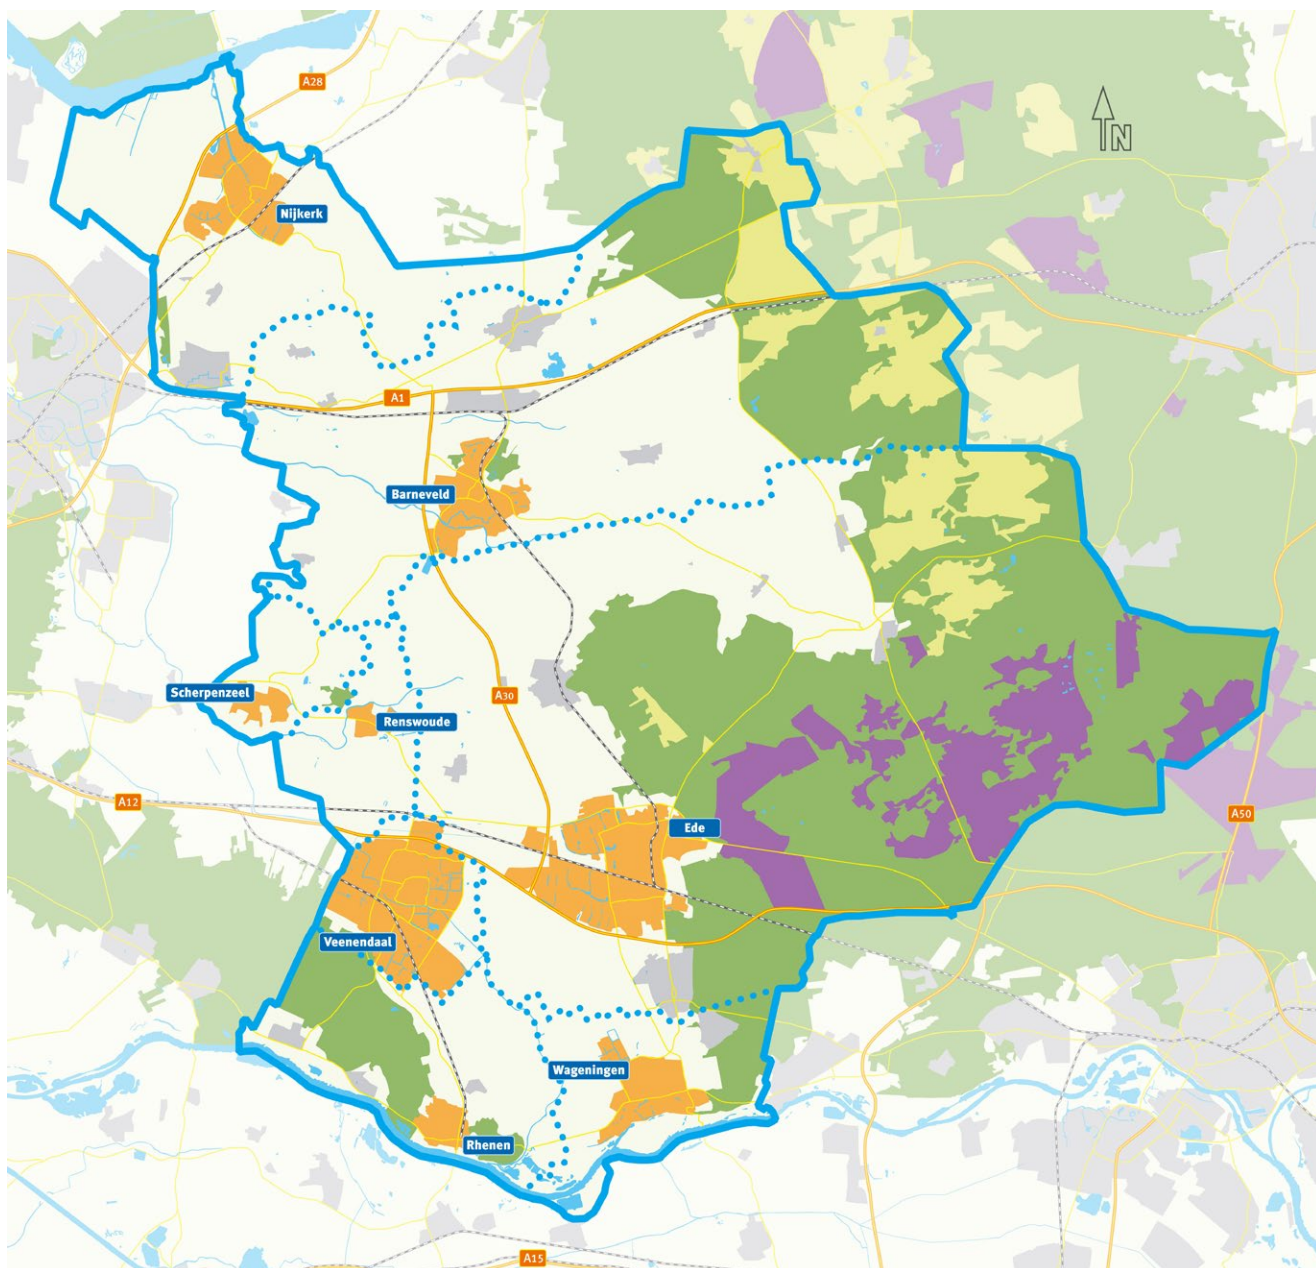 A28
N
Nijkerk
A1
Barneveld
Scherpenzeel
A30
Renswoude
A12
Ede
A50
Veenendaal
Wageningen
Rhenen
A15